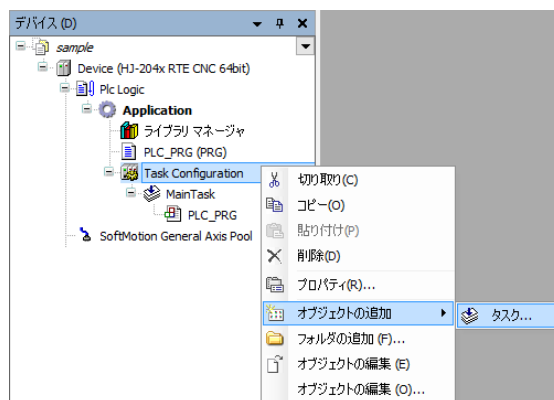 デバイス (D)
sample
Device (HJ-204x RTE CNC 64bit)
Plc Logic
Application
ライブラリ マネージャ
PLC_PRG (PRG)
Task Configuration
MainTask
PLC_PRG
SoftMotion General Axis Pool
切り取り(C)
コピー(O)
貼り付け(P)
削除(D)
プロパティ(R)...
オブジェクトの追加
タスク...
フォルダの追加 (F)...
オブジェクトの編集 (E)
オブジェクトの編集 (O)...